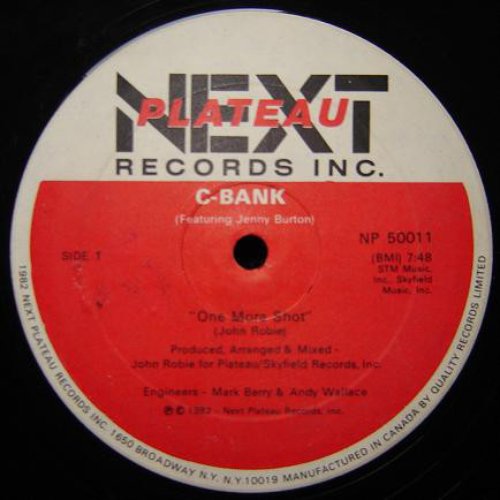 NEXT
PLATEAU
RECORDS INC.
C-BANK
(Featuring Jenny Burton)
SIDE 1
NP 50011
(BMI) 7:48
STM Music,
Inc., Skyfield
Music, Inc.
"One More Shot"
(John Robie)
Produced, Arranged & Mixed -
John Robie for Plateau/Skyfield Records, Inc.
Engineers - Mark Berry & Andy Wallace
℗ © 1982 - Next Plateau Records, Inc.
1982 NEXT PLATEAU RECORDS INC. 1650 BROADWAY N.Y. N.Y. 10019 MANUFACTURED IN CANADA BY QUALITY RECORDS LIMITED